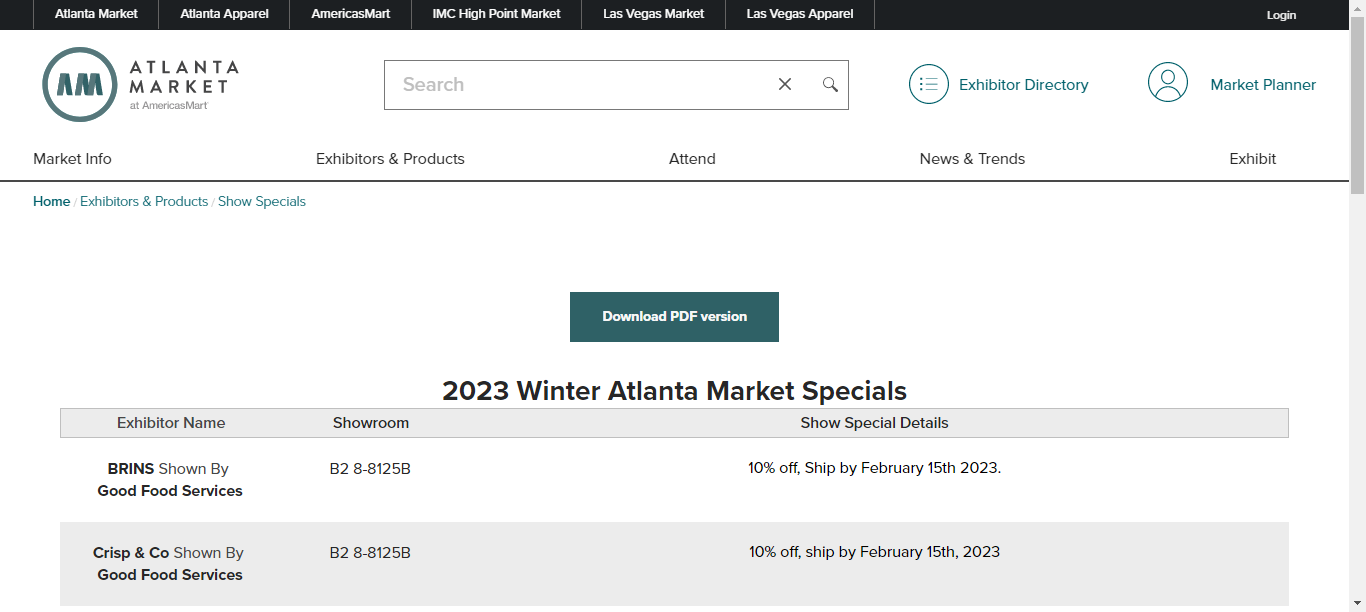 Atlanta Market Atlanta Apparel AmericasMart IMC High Point Market Las Vegas Market Las Vegas Apparel Login
AM
ATLANTA
MARKET
at AmericasMart
Search
Exhibitor Directory
Market Planner
Market Info Exhibitors & Products Attend News & Trends Exhibit
Home / Exhibitors & Products / Show Specials
Download PDF version
2023 Winter Atlanta Market Specials
Exhibitor Name Showroom Show Special Details
BRINS Shown By B2 8-8125B 10% off, Ship by February 15th 2023.
Good Food Services
Crisp & Co Shown By B2 8-8125B 10% off, ship by February 15th, 2023
Good Food Services